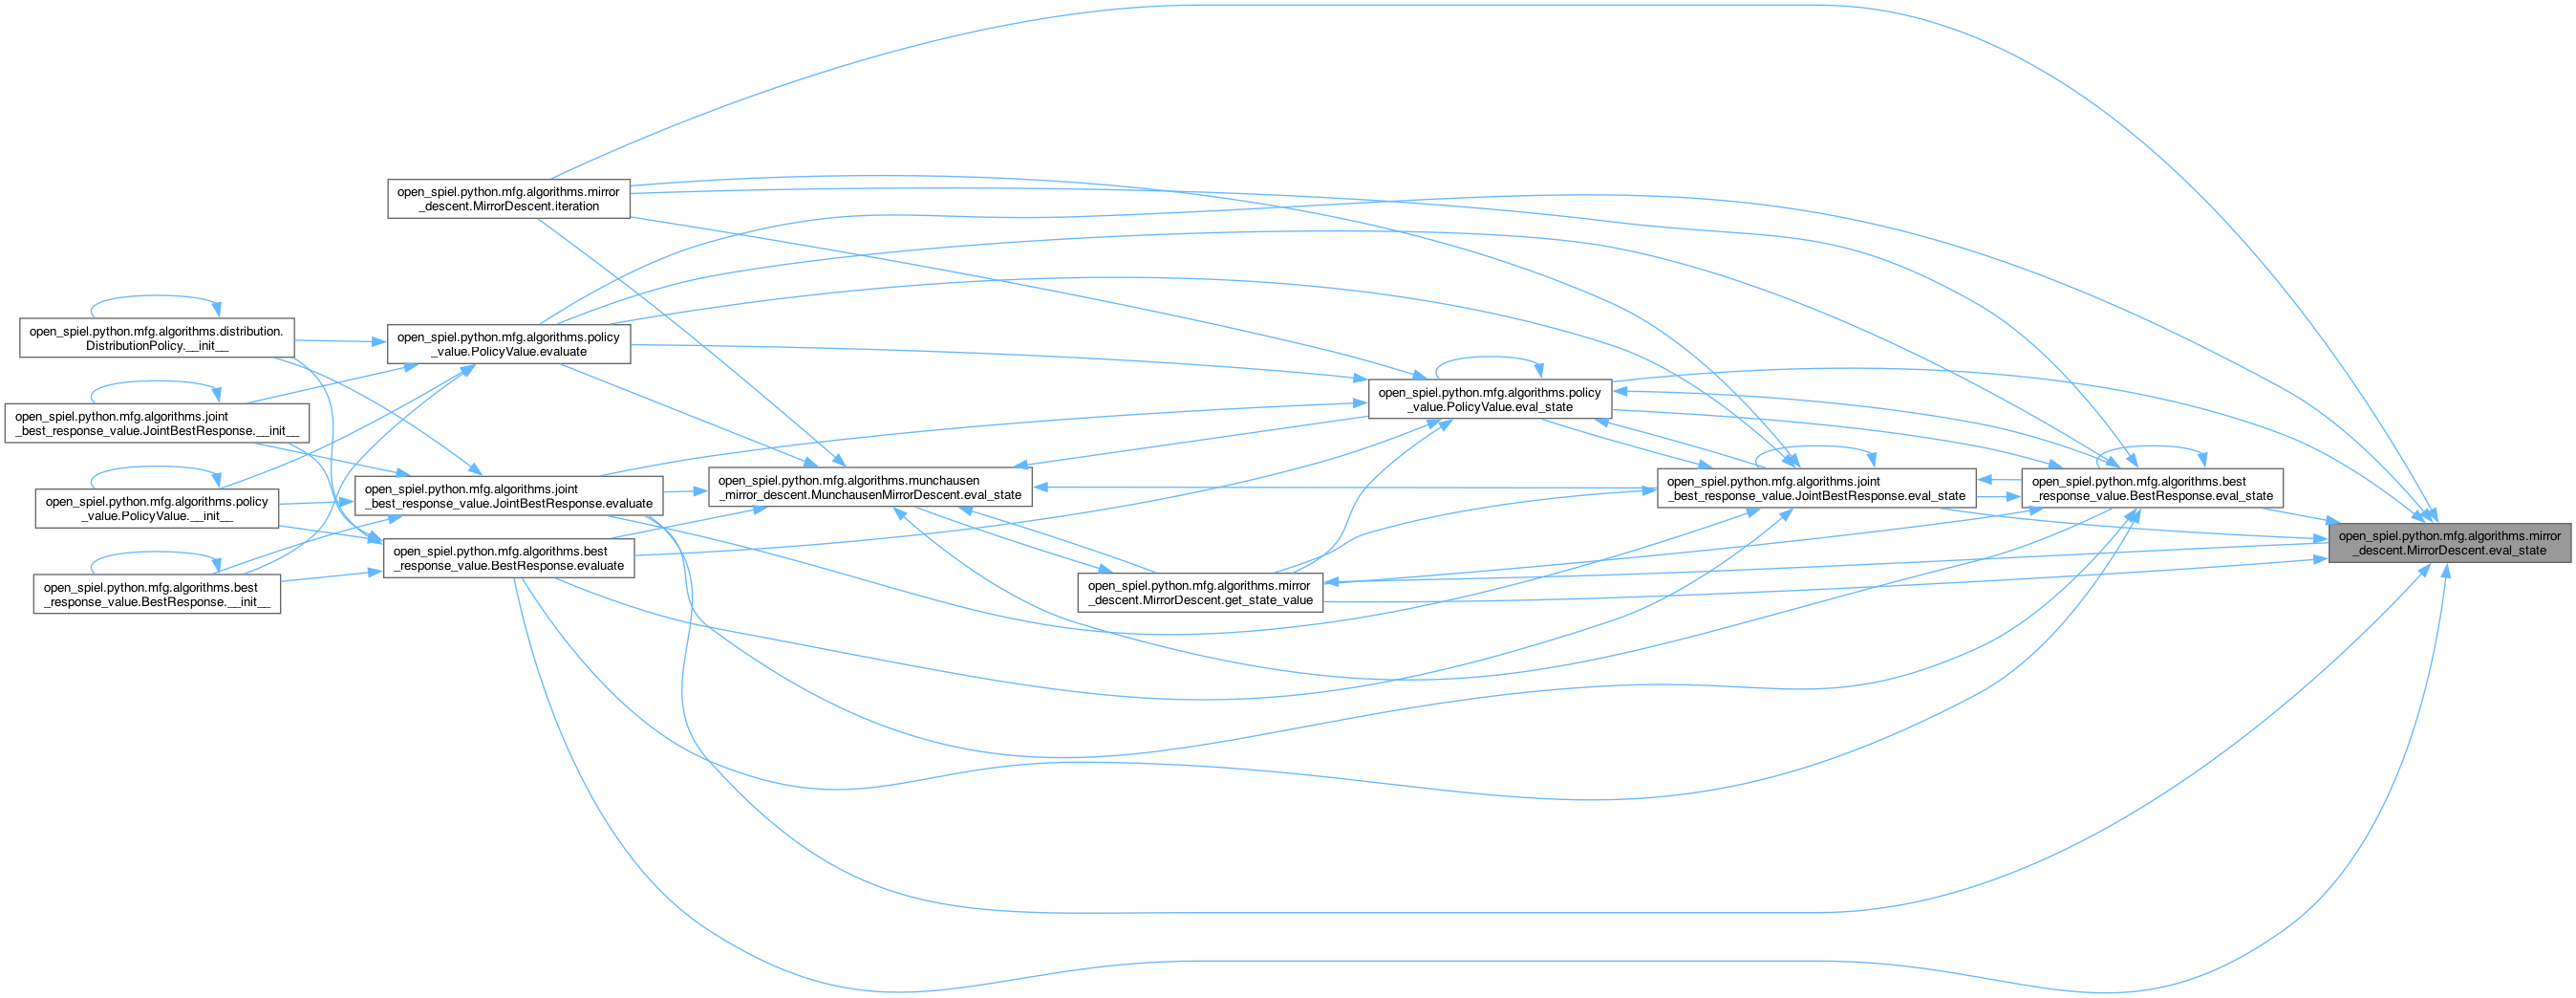 open_spiel.python.mfg.algorithms.mirror
_descent.MirrorDescent.iteration
open_spiel.python.mfg.algorithms.distribution.
DistributionPolicy.__init__
open_spiel.python.mfg.algorithms.policy
_value.PolicyValue.evaluate
open_spiel.python.mfg.algorithms.policy
_value.PolicyValue.eval_state
open_spiel.python.mfg.algorithms.joint
_best_response_value.JointBestResponse.__init__
open_spiel.python.mfg.algorithms.policy
_value.PolicyValue.__init__
open_spiel.python.mfg.algorithms.joint
_best_response_value.JointBestResponse.evaluate
open_spiel.python.mfg.algorithms.munchausen
_mirror_descent.MunchausenMirrorDescent.eval_state
open_spiel.python.mfg.algorithms.joint
_best_response_value.JointBestResponse.eval_state
open_spiel.python.mfg.algorithms.best
_response_value.BestResponse.eval_state
open_spiel.python.mfg.algorithms.mirror
_descent.MirrorDescent.eval_state
open_spiel.python.mfg.algorithms.best
_response_value.BestResponse.evaluate
open_spiel.python.mfg.algorithms.best
_response_value.BestResponse.__init__
open_spiel.python.mfg.algorithms.mirror
_descent.MirrorDescent.get_state_value